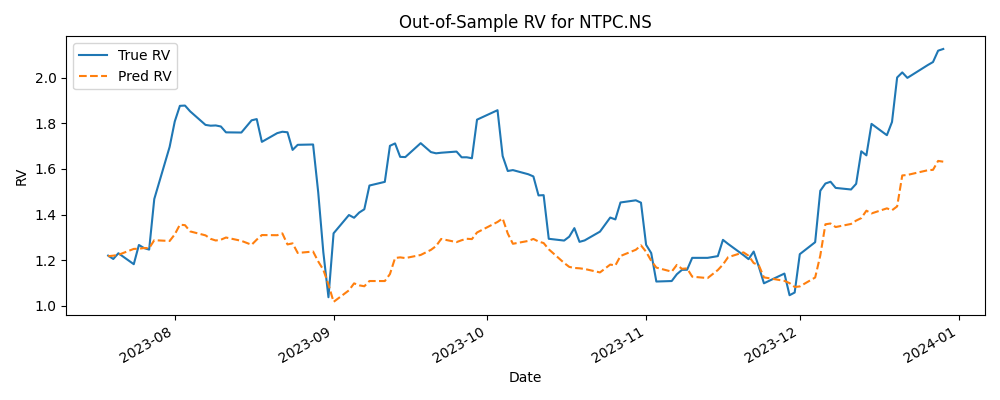 Out-of-Sample RV for NTPC.NS
True RV
Pred RV
2.0
1.8
1.6
1.4
1.2
1.0
RV
2023-08
2023-09
2023-10
2023-11
2023-12
2024-01
Date